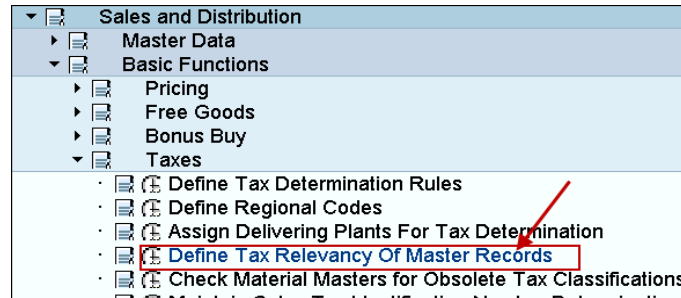 Sales and Distribution
Master Data
Basic Functions
Pricing
Free Goods
Bonus Buy
Taxes
Define Tax Determination Rules
Define Regional Codes
Assign Delivering Plants For Tax Determination
Define Tax Relevancy Of Master Records
Check Material Masters for Obsolete Tax Classifications